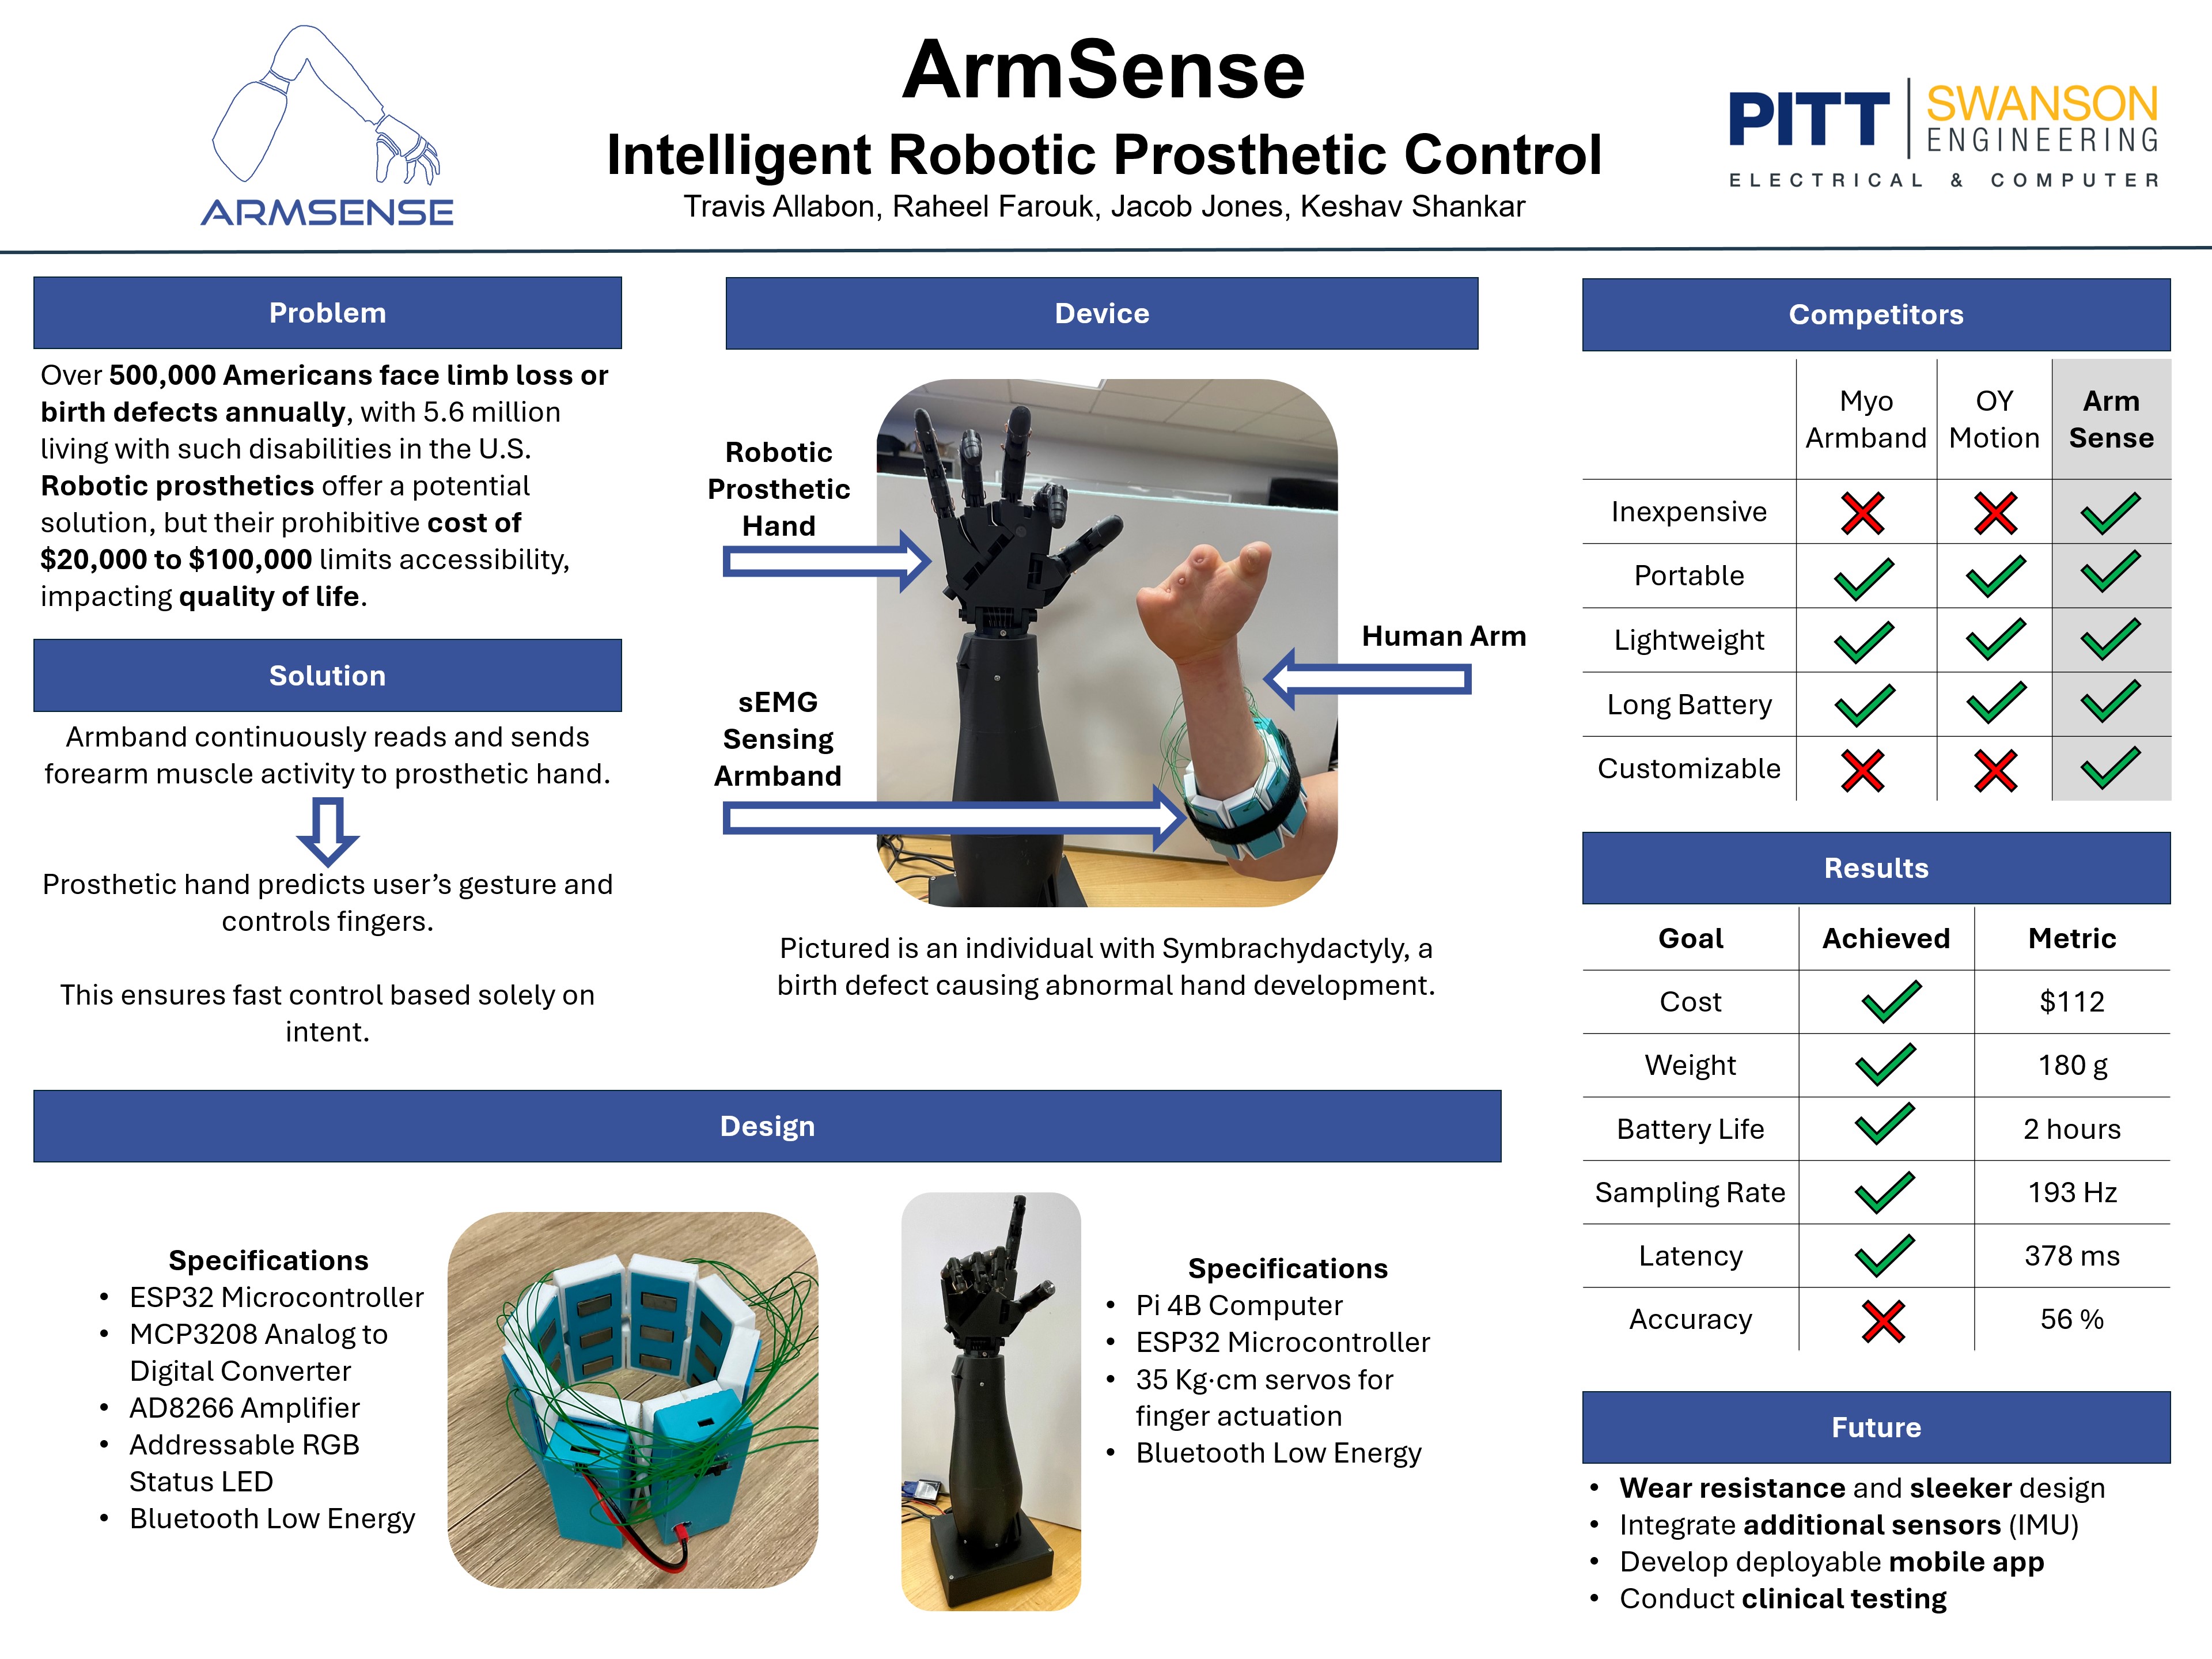 ARMSENSE
ArmSense
Intelligent Robotic Prosthetic Control
Travis Allabon, Raheel Farouk, Jacob Jones, Keshav Shankar
PITT SWANSON
ENGINEERING
ELECTRICAL & COMPUTER
Problem
Over 500,000 Americans face limb loss or
birth defects annually, with 5.6 million
living with such disabilities in the U.S.
Robotic prosthetics offer a potential
solution, but their prohibitive cost of
$20,000 to $100,000 limits accessibility,
impacting quality of life.
Solution
Armband continuously reads and sends
forearm muscle activity to prosthetic hand.
Prosthetic hand predicts user’s gesture and
controls fingers.
This ensures fast control based solely on
intent.
Device
Robotic
Prosthetic
Hand
Human Arm
sEMG
Sensing
Armband
Pictured is an individual with Symbrachydactyly, a
birth defect causing abnormal hand development.
Design
Specifications
• ESP32 Microcontroller
• MCP3208 Analog to
Digital Converter
• AD8266 Amplifier
• Addressable RGB
Status LED
• Bluetooth Low Energy
Specifications
• Pi 4B Computer
• ESP32 Microcontroller
• 35 Kg·cm servos for
finger actuation
• Bluetooth Low Energy
Competitors
Myo Armband OY Motion Arm Sense
Inexpensive
Portable
Lightweight
Long Battery
Customizable
Results
Goal Achieved Metric
Cost $112
Weight 180 g
Battery Life 2 hours
Sampling Rate 193 Hz
Latency 378 ms
Accuracy 56 %
Future
• Wear resistance and sleeker design
• Integrate additional sensors (IMU)
• Develop deployable mobile app
• Conduct clinical testing